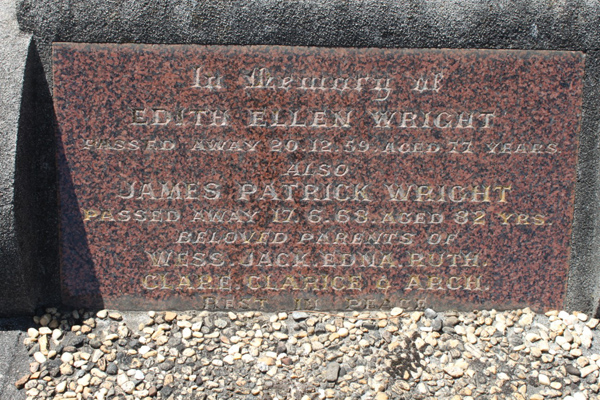 In Memory of
EDITH ELLEN WRIGHT
PASSED AWAY 20.12.59. AGED 77 YEARS
ALSO
JAMES PATRICK WRIGHT
PASSED AWAY 17.6.68. AGED 82 YRS.
BELOVED PARENTS OF
WESS. JACK. EDNA. RUTH.
CLARE. CLARICE & ARCH.
REST IN PEACE